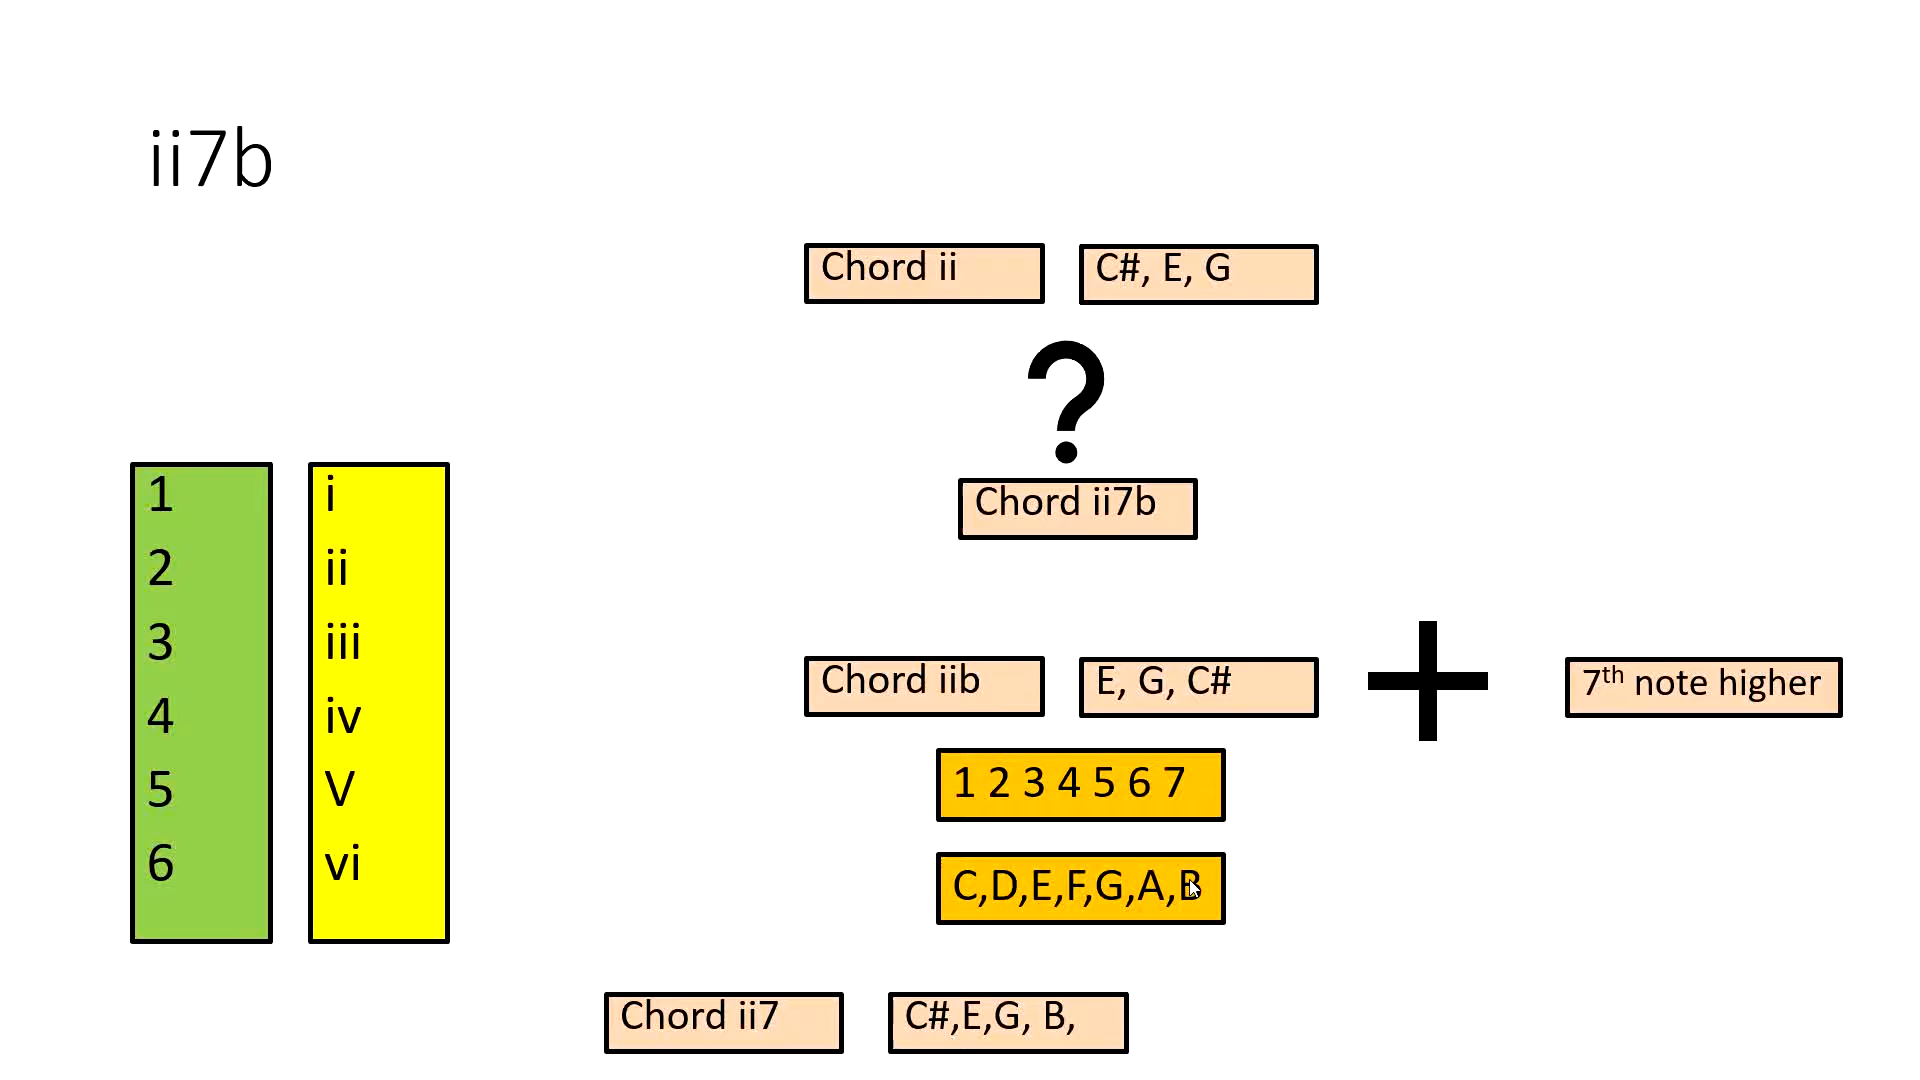 ii7b
Chord ii
C#, E, G
?
Chord ii7b
1
2
3
4
5
6
i
ii
iii
iv
V
vi
Chord iib
E, G, C#
+
7th note higher
1 2 3 4 5 6 7
C,D,E,F,G,A,B
Chord ii7
C#,E,G, B,